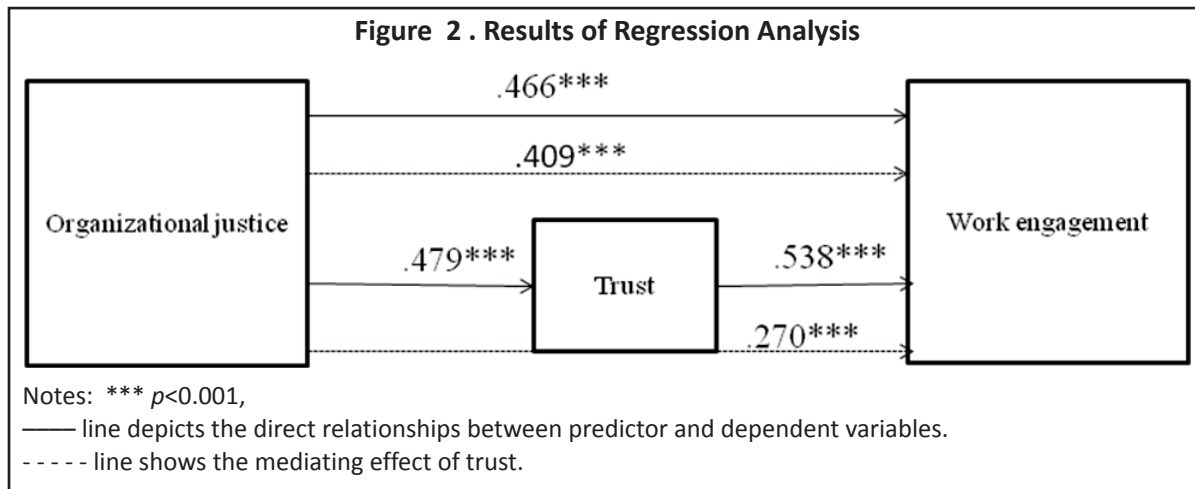 Figure 2 . Results of Regression Analysis
.466***
.409***
Organizational justice
Work engagement
.479***
Trust
.538***
.270***
Notes: *** p<0.001,
—— line depicts the direct relationships between predictor and dependent variables.
- - - - - line shows the mediating effect of trust.